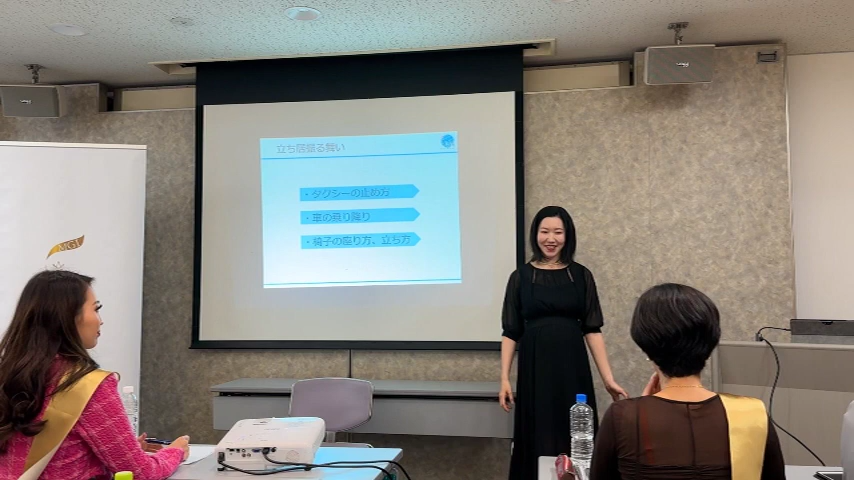 立ち居振る舞い
・タクシーの止め方
・車の乗り降り
・椅子の座り方、立ち方
MGI